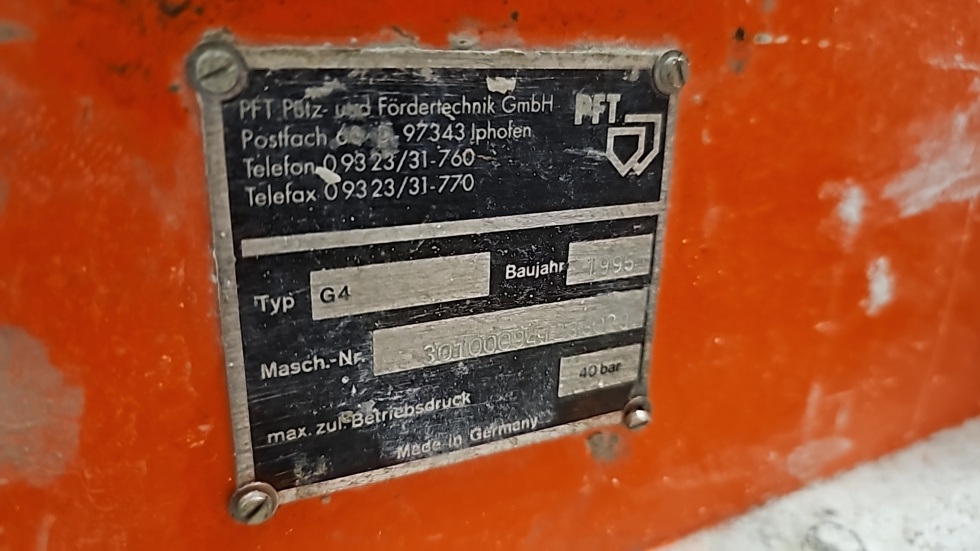 PFT Putz- und Fördertechnik GmbH
PFT
Postfach 97343 Iphofen
Telefon 0 93 23/31-760
Telefax 0 93 23/31-770
Typ G4 Baujahr 1995
Masch.-Nr.
max. zul. Betriebsdruck 40 bar
Made in Germany